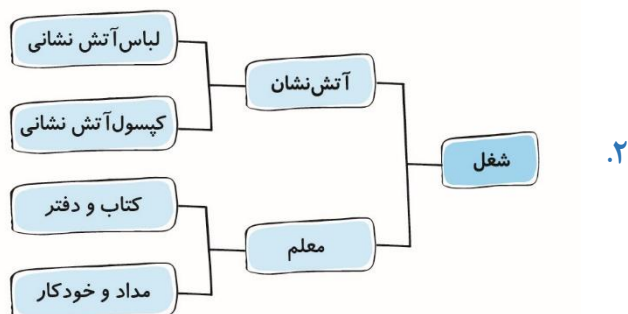 ۲.
شغل
آتش‌نشان
لباس آتش نشانی
کپسول آتش نشانی
معلم
کتاب و دفتر
مداد و خودکار